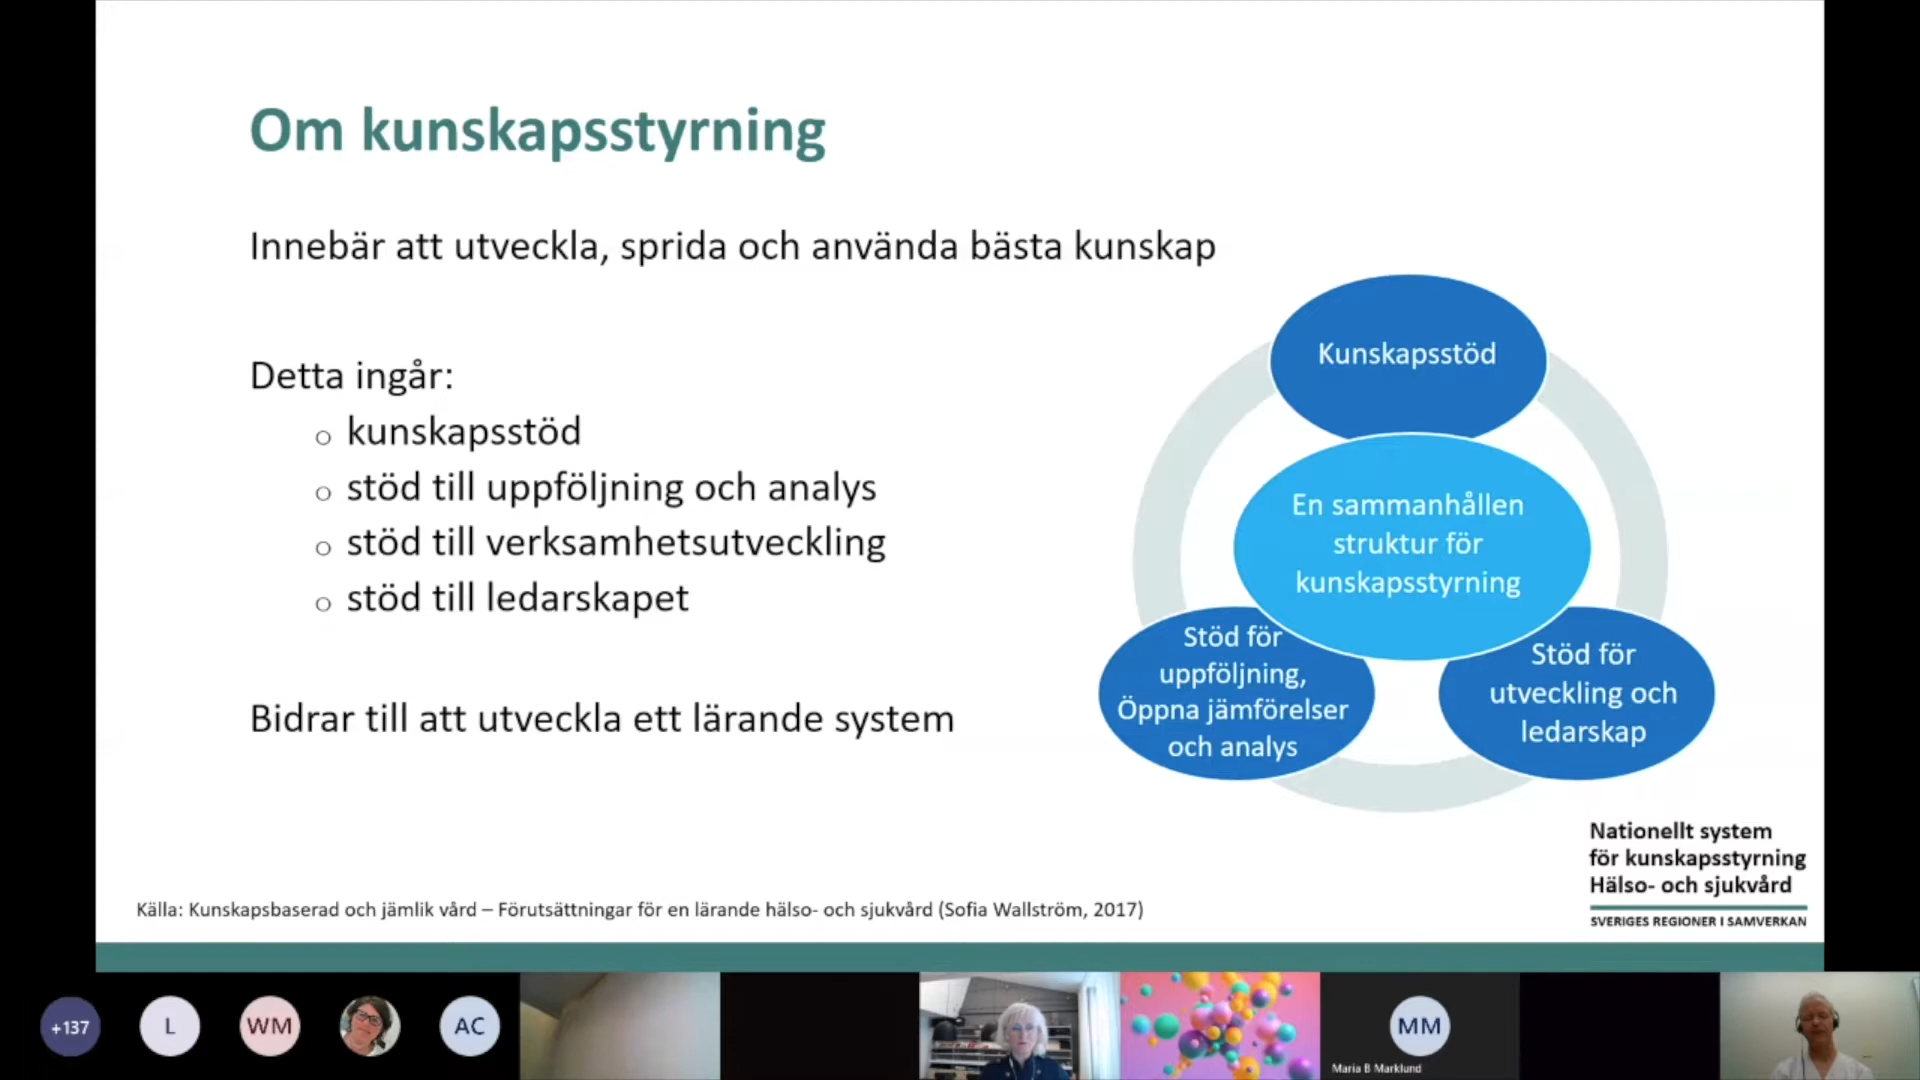 Om kunskapsstyrning
Innebär att utveckla, sprida och använda bästa kunskap
Detta ingår:
kunskapsstöd
stöd till uppföljning och analys
stöd till verksamhetsutveckling
stöd till ledarskapet
Bidrar till att utveckla ett lärande system
Kunskapsstöd
En sammanhållen
struktur för
kunskapsstyrning
Stöd för
uppföljning,
Öppna jämförelser
och analys
Stöd för
utveckling och
ledarskap
Nationellt system
för kunskapsstyrning
Hälso- och sjukvård
SVERIGES REGIONER I SAMVERKAN
Källa: Kunskapsbaserad och jämlik vård – Förutsättningar för en lärande hälso- och sjukvård (Sofia Wallström, 2017)
+137
L
WM
AC
MM
Maria B Marklund